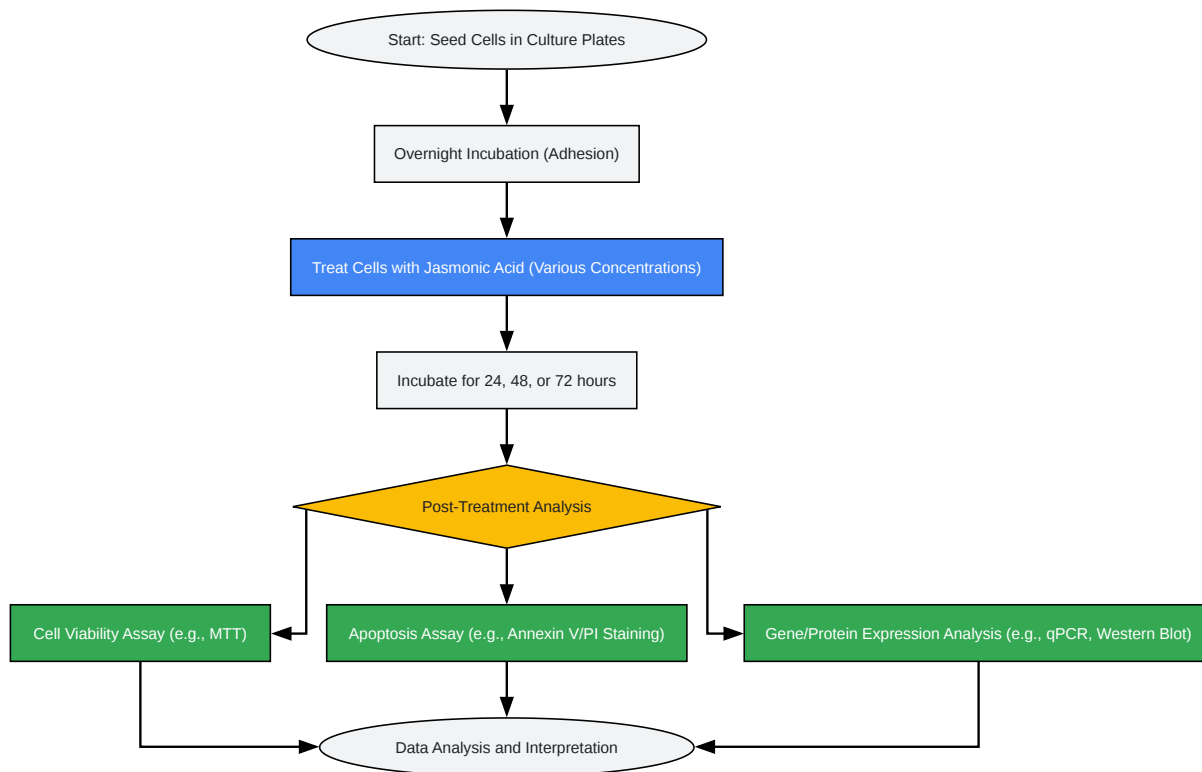 Start: Seed Cells in Culture Plates
Overnight Incubation (Adhesion)
Treat Cells with Jasmonic Acid (Various Concentrations)
Incubate for 24, 48, or 72 hours
Post-Treatment Analysis
Cell Viability Assay (e.g., MTT)
Apoptosis Assay (e.g., Annexin V/PI Staining)
Gene/Protein Expression Analysis (e.g., qPCR, Western Blot)
Data Analysis and Interpretation